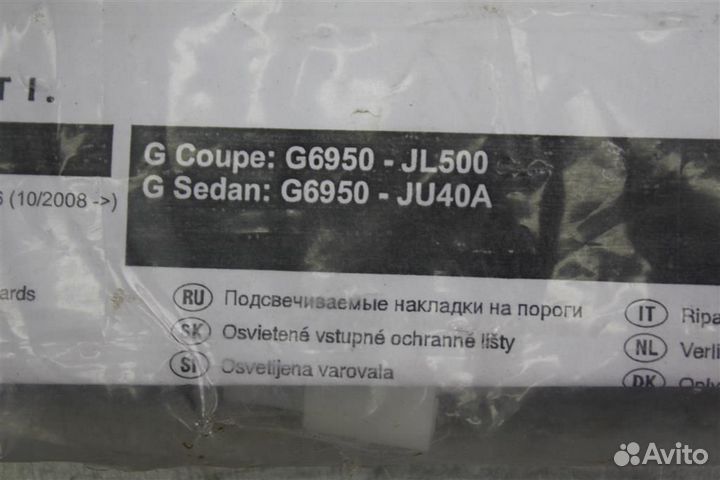 T I .
G Coupe: G6950 - JL500
G Sedan: G6950 - JU40A
(10/2008 ->)
ards
RU Подсвечиваемые накладки на пороги
SK Osvietené vstupné ochranné lišty
SI Osvetljena varovala
IT Ripa
NL Verli
DK
Avito